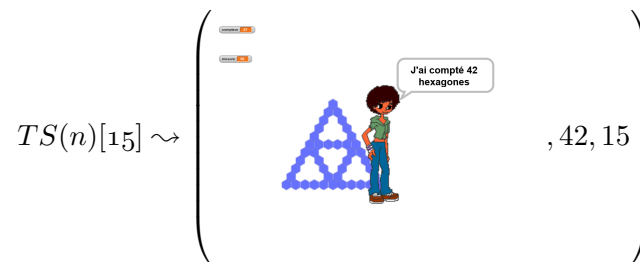 J'ai compté 42
hexagones
TS(n)[15] ⤳ ( , 42, 15 )